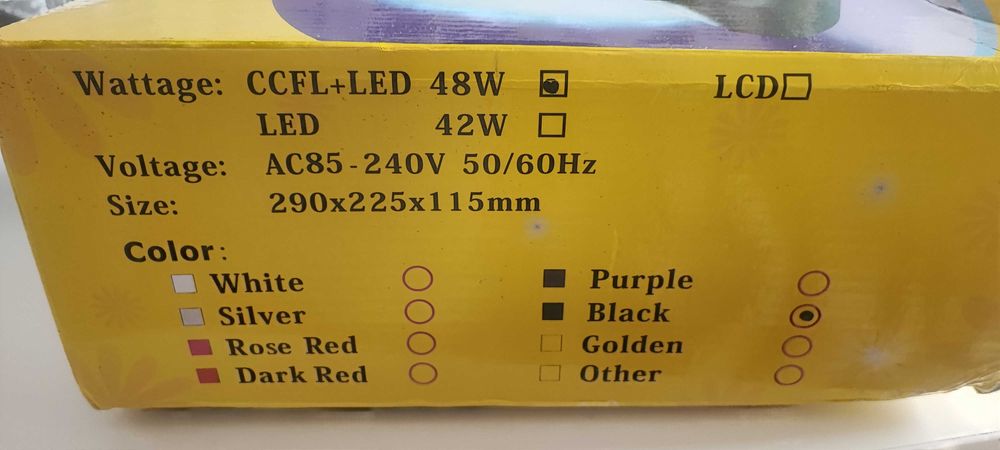 Wattage: CCFL+LED 48W LCD
LED 42W
Voltage: AC85-240V 50/60Hz
Size: 290x225x115mm
Color:
White Purple
Silver Black
Rose Red Golden
Dark Red Other